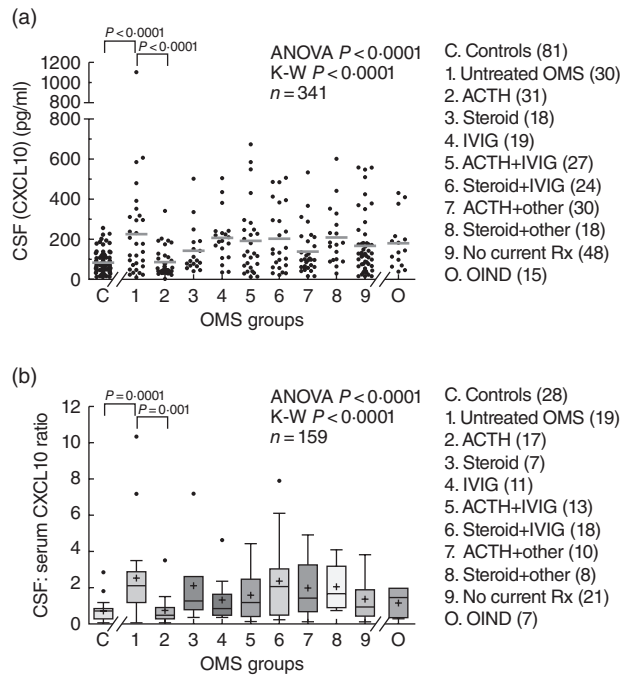 (a)
P < 0·0001
P < 0·0001
ANOVA P < 0·0001
K-W P < 0·0001
n = 341
CSF (CXCL10) (pg/ml)
1200
1000
800
600
400
200
0
C 1 2 3 4 5 6 7 8 9 O
OMS groups
C. Controls (81)
1. Untreated OMS (30)
2. ACTH (31)
3. Steroid (18)
4. IVIG (19)
5. ACTH+IVIG (27)
6. Steroid+IVIG (24)
7. ACTH+other (30)
8. Steroid+other (18)
9. No current Rx (48)
O. OIND (15)
(b)
P = 0·0001
P = 0·001
ANOVA P < 0·0001
K-W P < 0·0001
n = 159
CSF: serum CXCL10 ratio
12
10
8
6
4
2
0
C 1 2 3 4 5 6 7 8 9 O
OMS groups
C. Controls (28)
1. Untreated OMS (19)
2. ACTH (17)
3. Steroid (7)
4. IVIG (11)
5. ACTH+IVIG (13)
6. Steroid+IVIG (18)
7. ACTH+other (10)
8. Steroid+other (8)
9. No current Rx (21)
O. OIND (7)